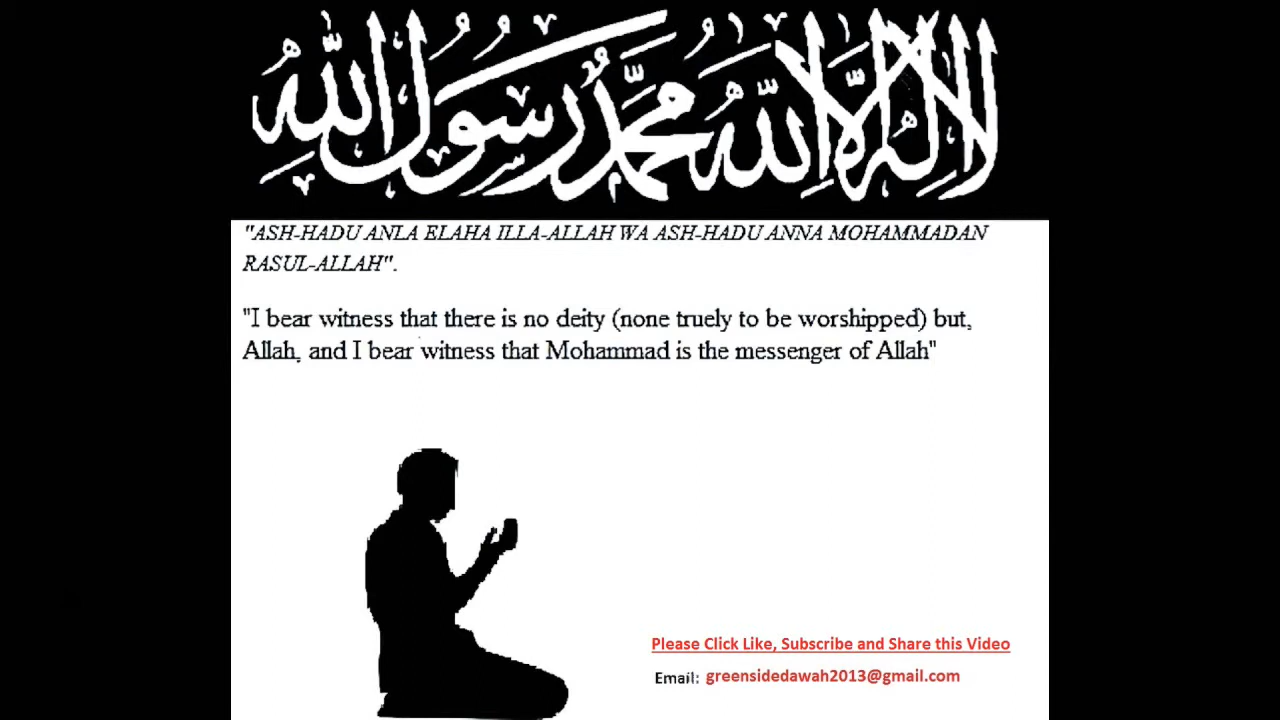 لا إله إلا الله محمد رسول الله
"ASH-HADU ANLA ELAHA ILLA-ALLAH WA ASH-HADU ANNA MOHAMMADAN
RASUL-ALLAH".
"I bear witness that there is no deity (none truely to be worshipped) but,
Allah, and I bear witness that Mohammad is the messenger of Allah"
Please Click Like, Subscribe and Share this Video
Email: greensidedawah2013@gmail.com